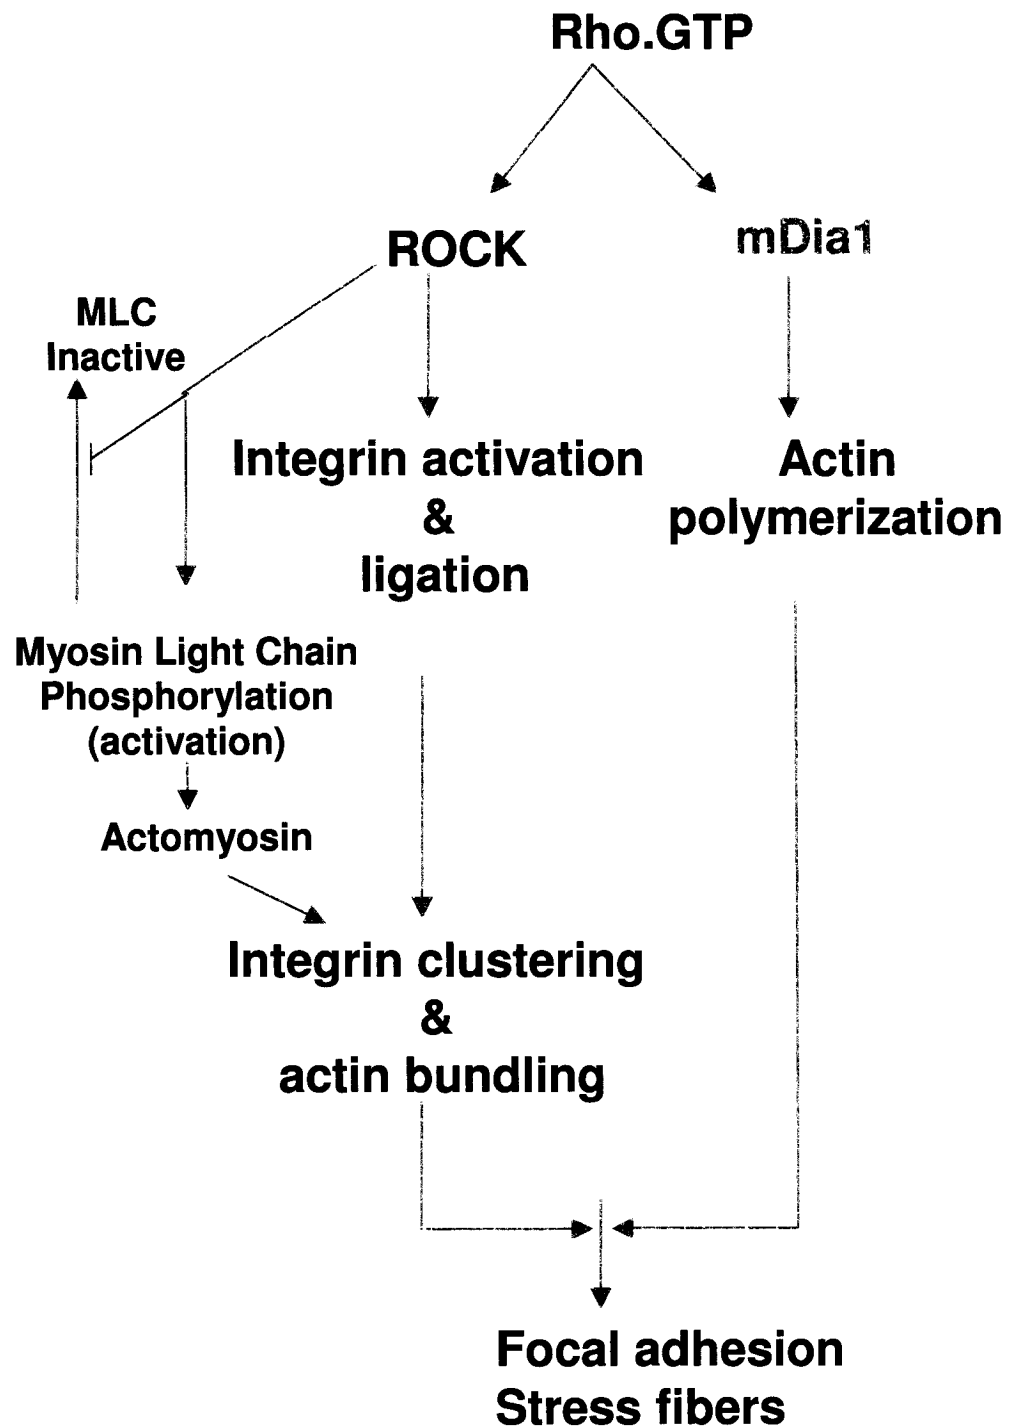 Rho.GTP
ROCK
mDia1
MLC
Inactive
Integrin activation
&
ligation
Actin
polymerization
Myosin Light Chain
Phosphorylation
(activation)
Actomyosin
Integrin clustering
&
actin bundling
Focal adhesion
Stress fibers